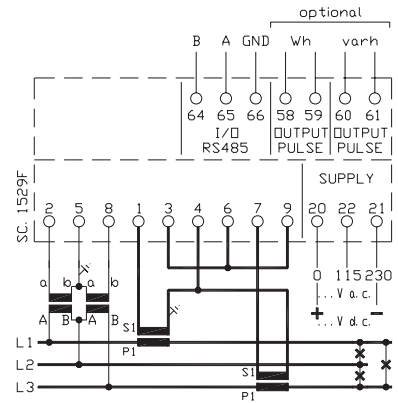 optional
B A GND Wh varh
64 65 66 58 59 60 61
I/O OUTPUT OUTPUT
RS485 PULSE PULSE
SC. 1529F
SUPPLY
2 5 8 1 3 4 6 7 9 20 22 21
0 115 230
a b a b
...V a.c.
+ −
...V d.c.
A B A B
S1
L1
P1
L2
S1
L3
P1